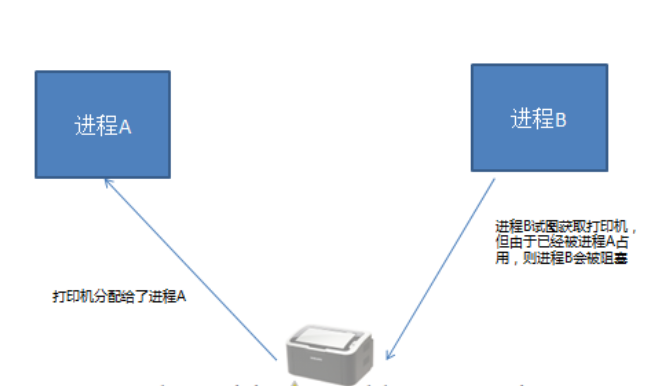 进程A
进程B
进程B试图获取打印机，
但由于已经被进程A占
用，则进程B会被阻塞
打印机分配给了进程A